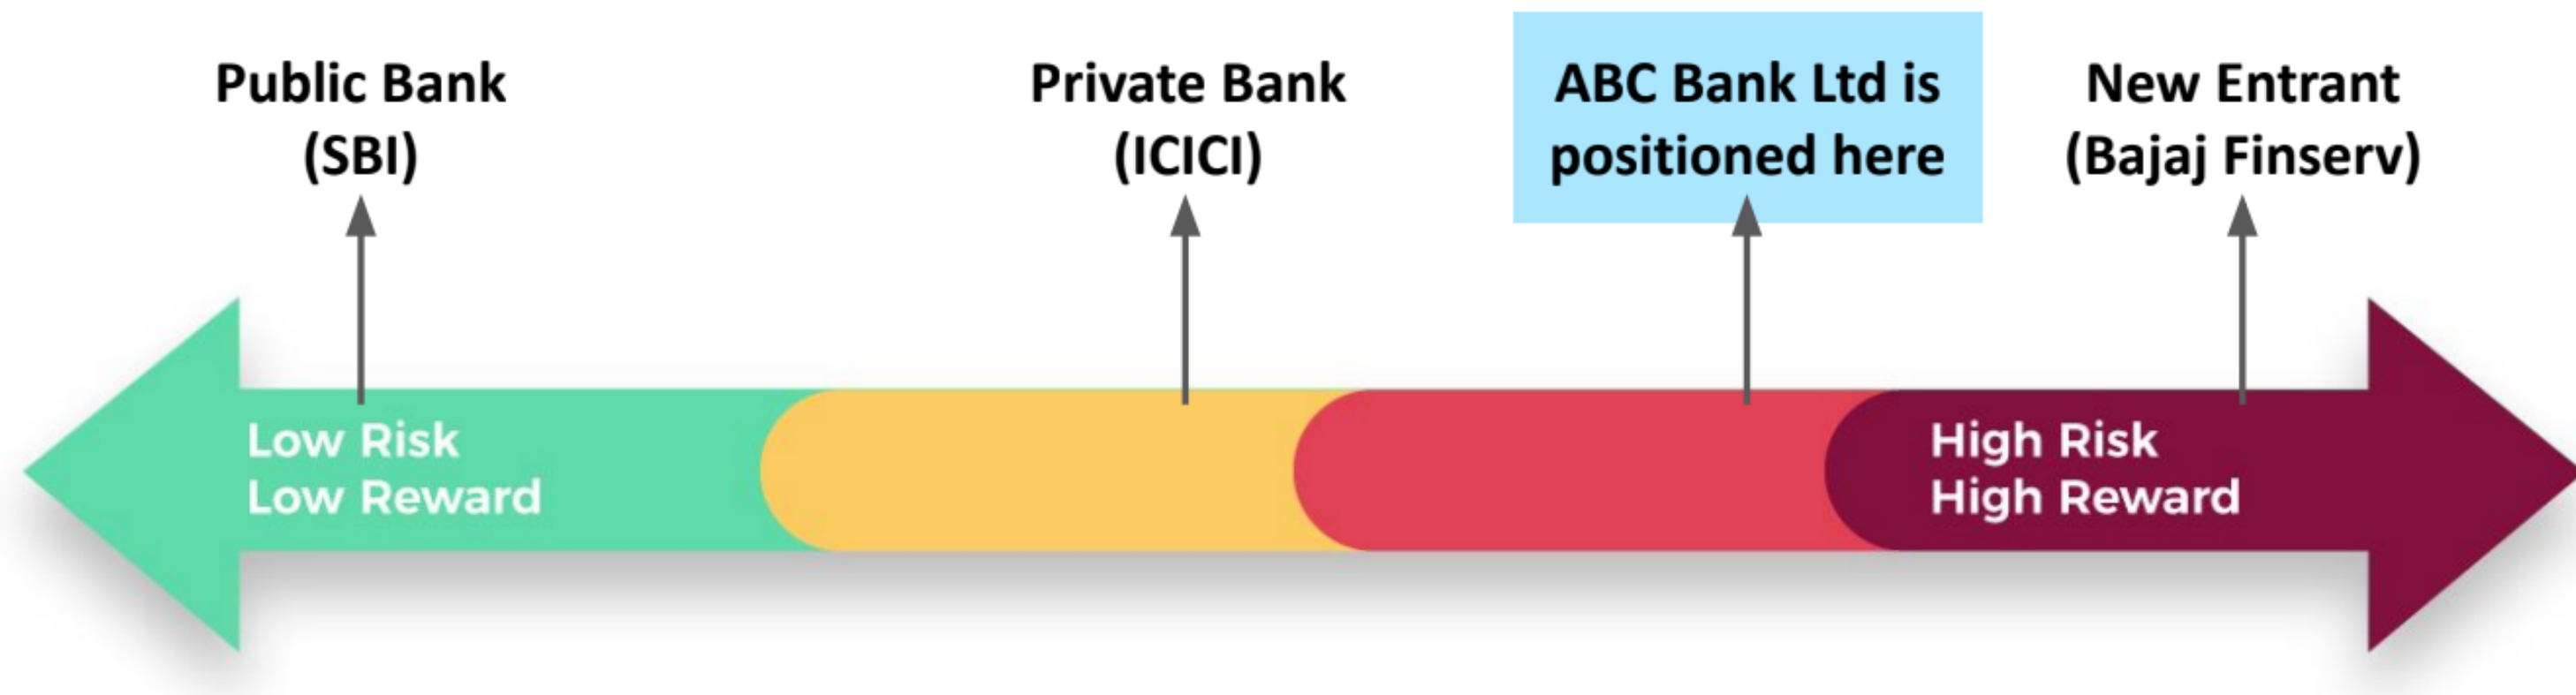 Public Bank
(SBI)
Private Bank
(ICICI)
ABC Bank Ltd is
positioned here
New Entrant
(Bajaj Finserv)
Low Risk
Low Reward
High Risk
High Reward